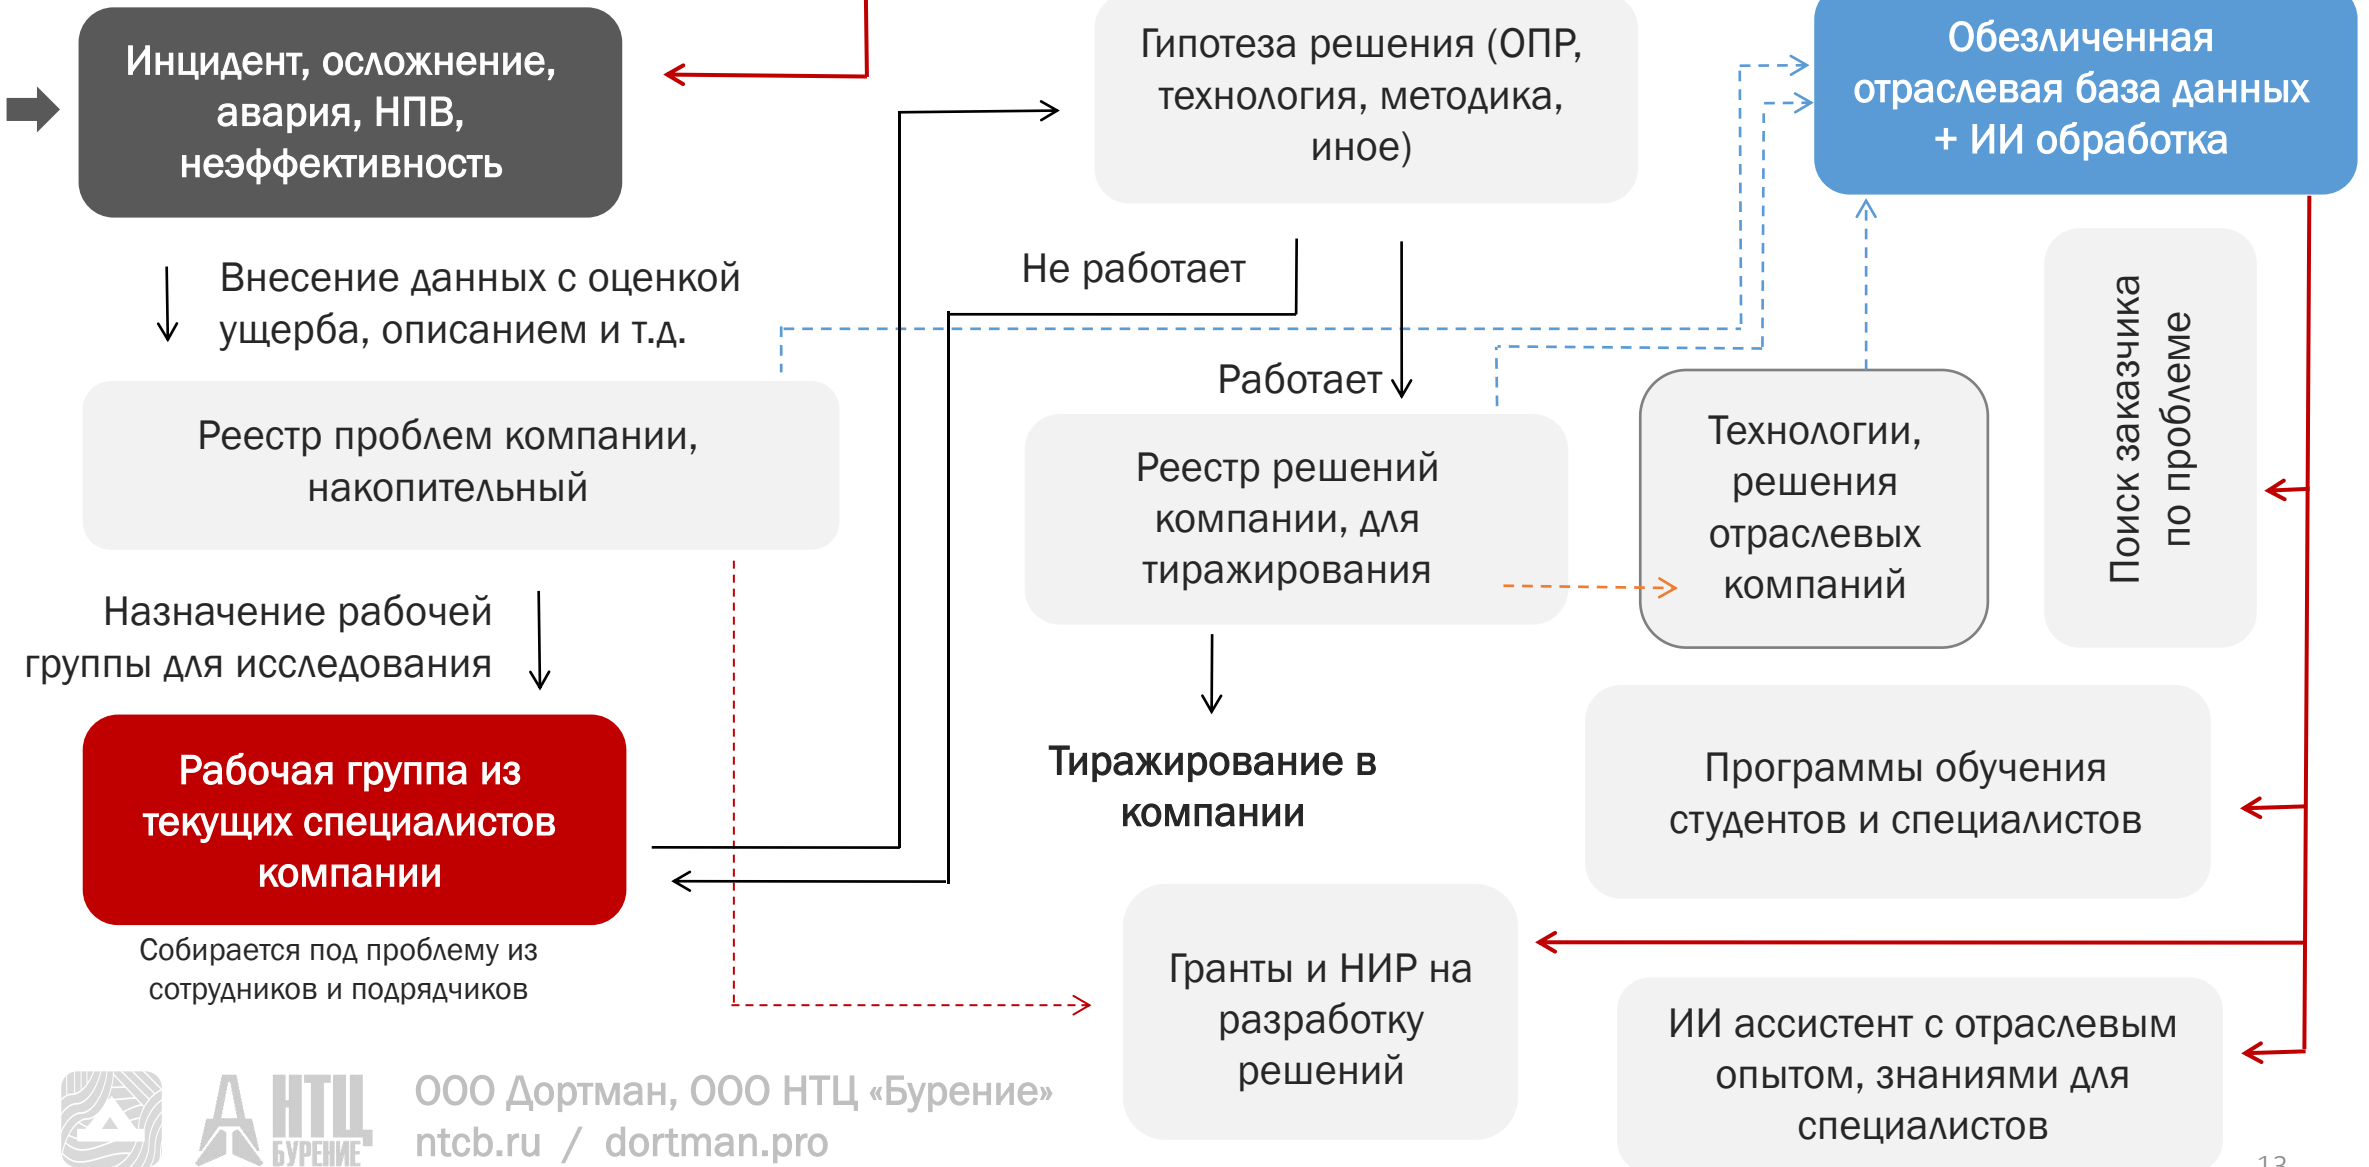 Инцидент, осложнение,
авария, НПВ,
неэффективность
Гипотеза решения (ОПР,
технология, методика,
иное)
Обезличенная
отраслевая база данных
+ ИИ обработка
Внесение данных с оценкой
ущерба, описанием и т.д.
Не работает
Работает
Реестр проблем компании,
накопительный
Реестр решений
компании, для
тиражирования
Технологии,
решения
отраслевых
компаний
Поиск заказчика
по проблеме
Назначение рабочей
группы для исследования
Рабочая группа из
текущих специалистов
компании
Собирается под проблему из
сотрудников и подрядчиков
Тиражирование в
компании
Программы обучения
студентов и специалистов
Гранты и НИР на
разработку
решений
ИИ ассистент с отраслевым
опытом, знаниями для
специалистов
НТЦ
БУРЕНИЕ
ООО Дортман, ООО НТЦ «Бурение»
ntcb.ru / dortman.pro
13